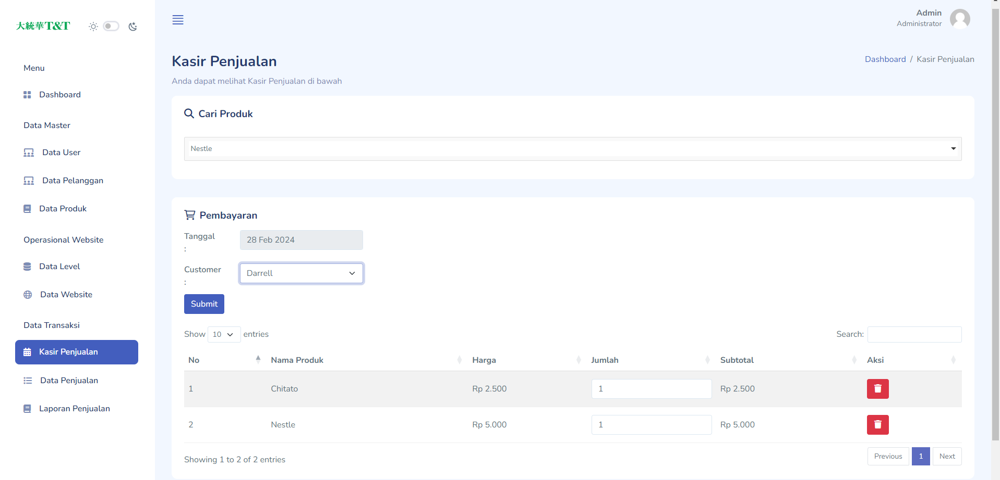 大統華T&T
Menu
Dashboard
Data Master
Data User
Data Pelanggan
Data Produk
Operasional Website
Data Level
Data Website
Data Transaksi
Kasir Penjualan
Data Penjualan
Laporan Penjualan
Admin
Administrator
Kasir Penjualan
Dashboard / Kasir Penjualan
Anda dapat melihat Kasir Penjualan di bawah
Cari Produk
Nestle
Pembayaran
Tanggal
:
28 Feb 2024
Customer
:
Darrell
Submit
Show 10 entries
Search:
No Nama Produk Harga Jumlah Subtotal Aksi
1 Chitato Rp 2.500 1 Rp 2.500
2 Nestle Rp 5.000 1 Rp 5.000
Showing 1 to 2 of 2 entries
Previous 1 Next